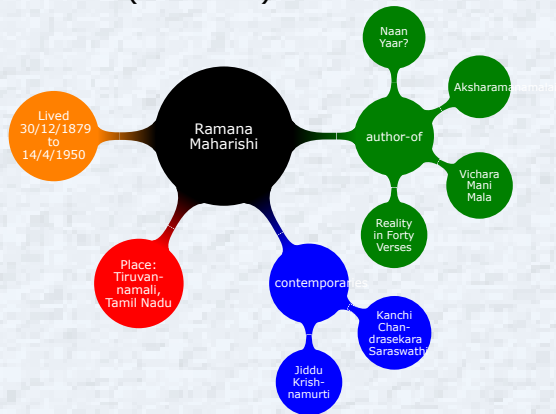 Naan
Yaar?
Lived
30/12/1879
to
14/4/1950
Ramana
Maharishi
author-of
Vichara
Mani
Mala
Reality
in Forty
Verses
Place:
Tiruvan-
namali,
Tamil Nadu
contemporaries
Kanchi
Chan-
drasekara
Saraswathi
Jiddu
Krish-
namurti